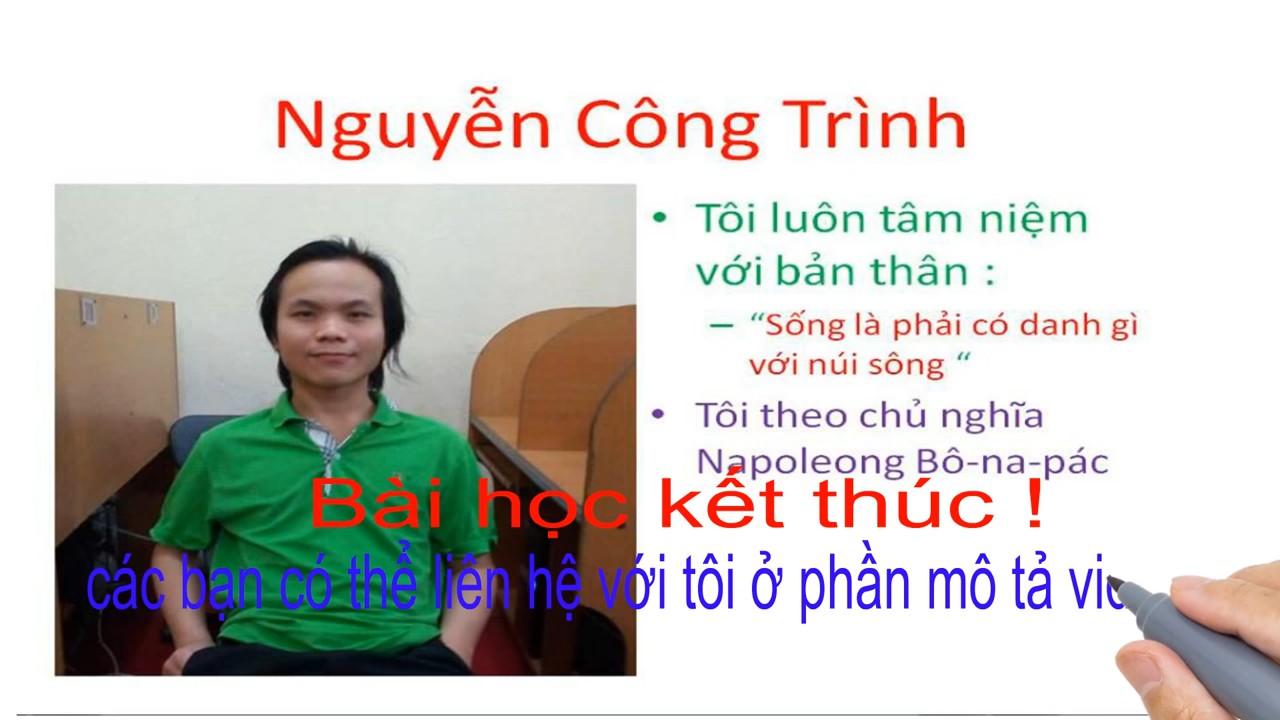 Nguyễn Công Trình
• Tôi luôn tâm niệm
với bản thân :
– “Sống là phải có danh gì
với núi sông “
• Tôi theo chủ nghĩa
Napoleong Bô-na-pác
Bài học kết thúc !
các bạn có thể liên hệ với tôi ở phần mô tả